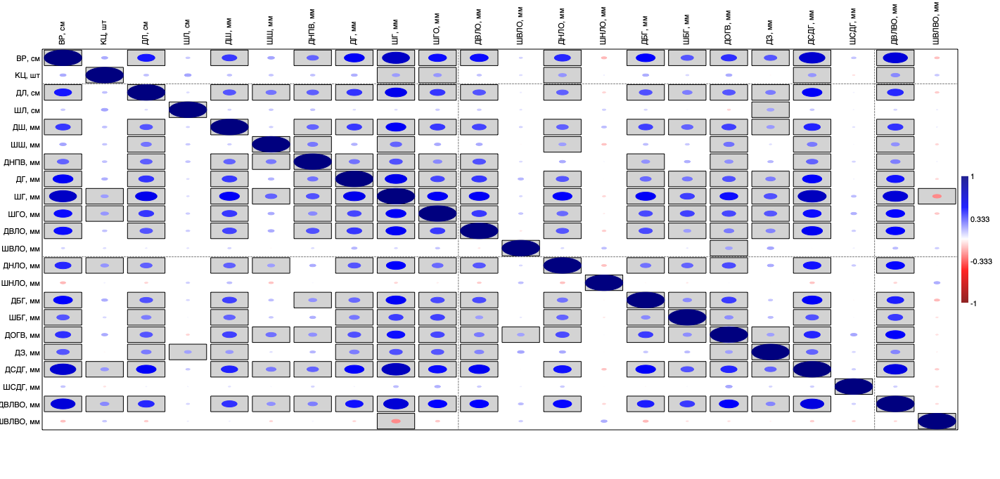 ВР, см
КЦ, шт
ДЛ, см
ШЛ, см
ДШ, мм
ШШ, мм
ДНПВ, мм
ДГ, мм
ШГ, мм
ШГО, мм
ДВЛО, мм
ШВЛО, мм
ДНЛО, мм
ШНЛО, мм
ДБГ, мм
ШБГ, мм
ДОГВ, мм
ДЗ, мм
ДСДГ, мм
ШСДГ, мм
ДВЛВО, мм
ШВЛВО, мм
ВР, см
КЦ, шт
ДЛ, см
ШЛ, см
ДШ, мм
ШШ, мм
ДНПВ, мм
ДГ, мм
ШГ, мм
ШГО, мм
ДВЛО, мм
ШВЛО, мм
ДНЛО, мм
ШНЛО, мм
ДБГ, мм
ШБГ, мм
ДОГВ, мм
ДЗ, мм
ДСДГ, мм
ШСДГ, мм
ДВЛВО, мм
ШВЛВО, мм
1
0.333
-0.333
-1